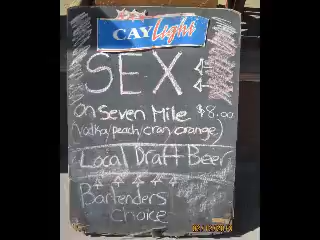 CAY Light
SEX
on Seven Mile $8.00
(Vodka/peach/cran, orange)
Local Draft Beer
Bartenders
Choice